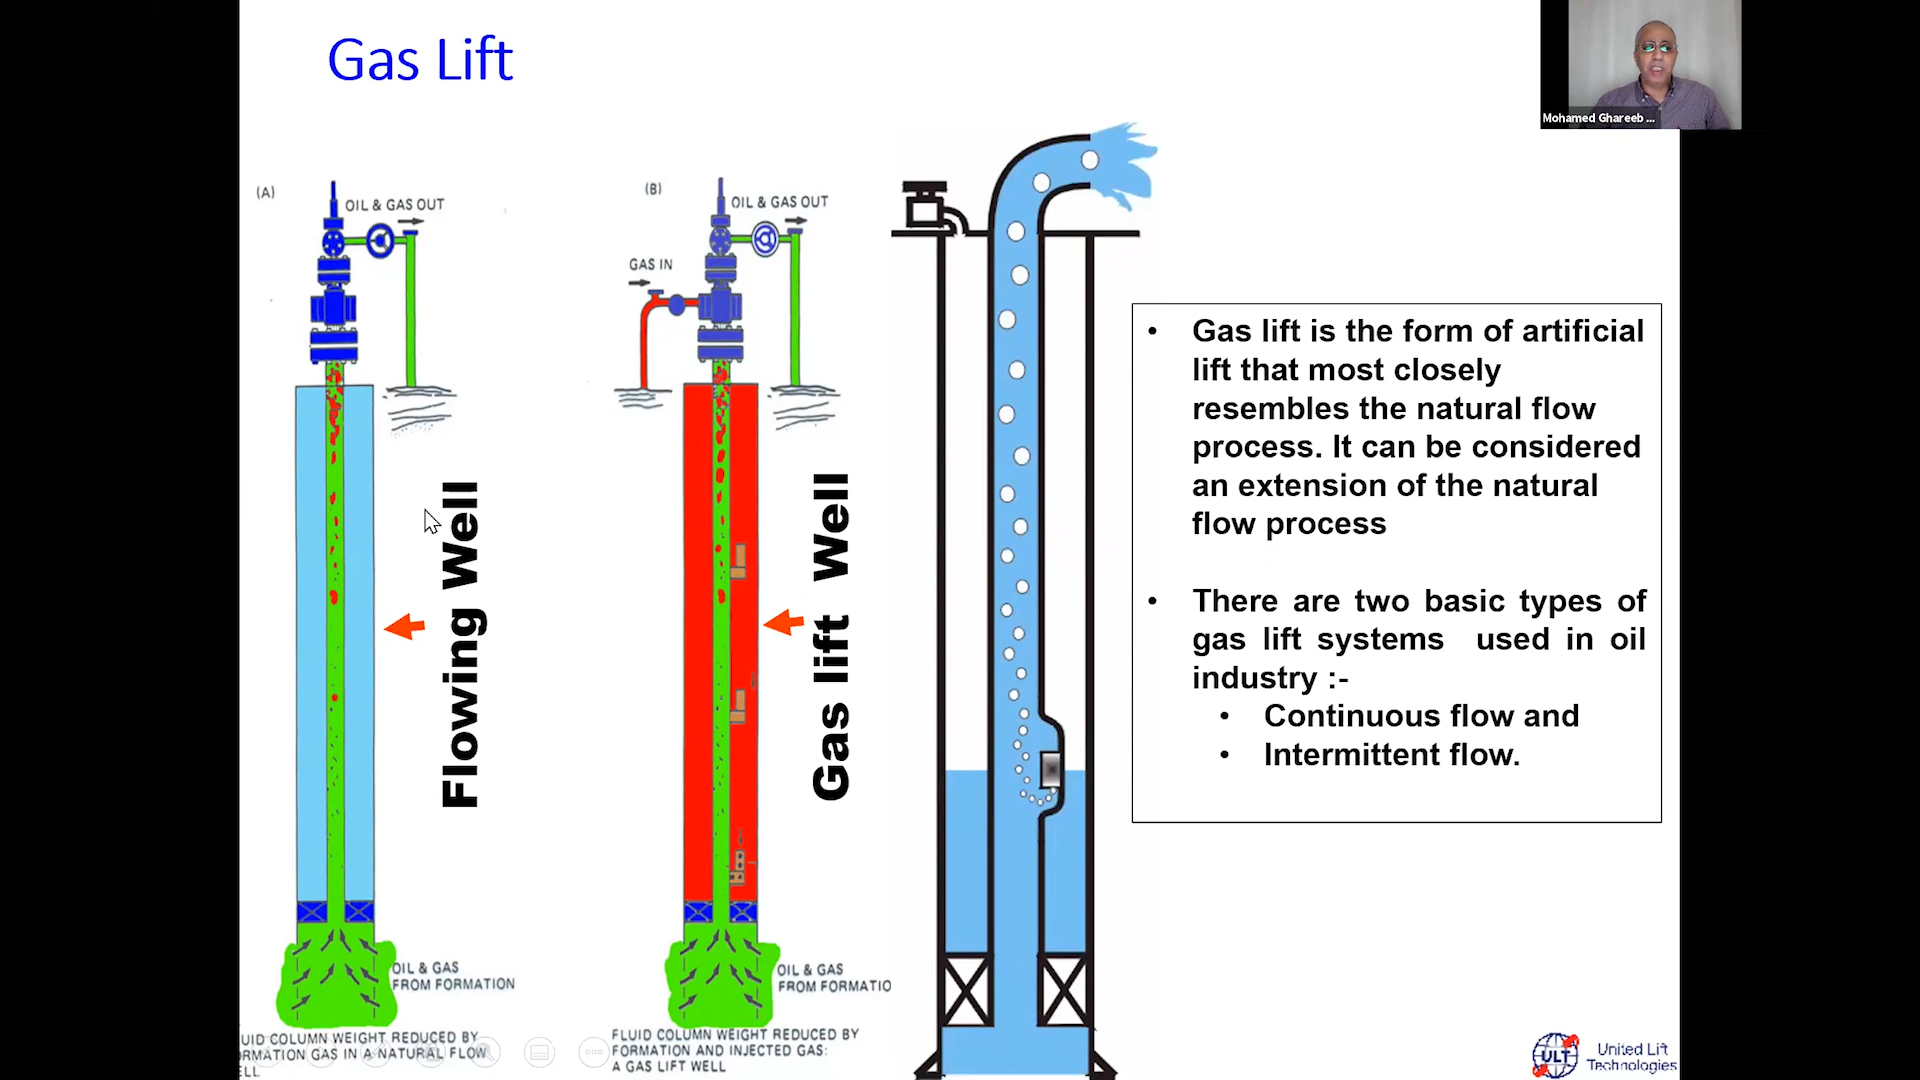 Gas Lift
Mohamed Ghareeb ...
(A)
OIL & GAS OUT
Flowing Well
OIL & GAS
FROM FORMATION
UID COLUMN WEIGHT REDUCED BY
ORMATION GAS IN A NATURAL FLOW
ELL
(B)
OIL & GAS OUT
GAS IN
Gas lift Well
OIL & GAS
FROM FORMATIO
FLUID COLUMN WEIGHT REDUCED BY
FORMATION AND INJECTED GAS:
A GAS LIFT WELL
• Gas lift is the form of artificial
lift that most closely
resembles the natural flow
process. It can be considered
an extension of the natural
flow process
• There are two basic types of
gas lift systems used in oil
industry :-
• Continuous flow and
• Intermittent flow.
ULT
United Lift
Technologies